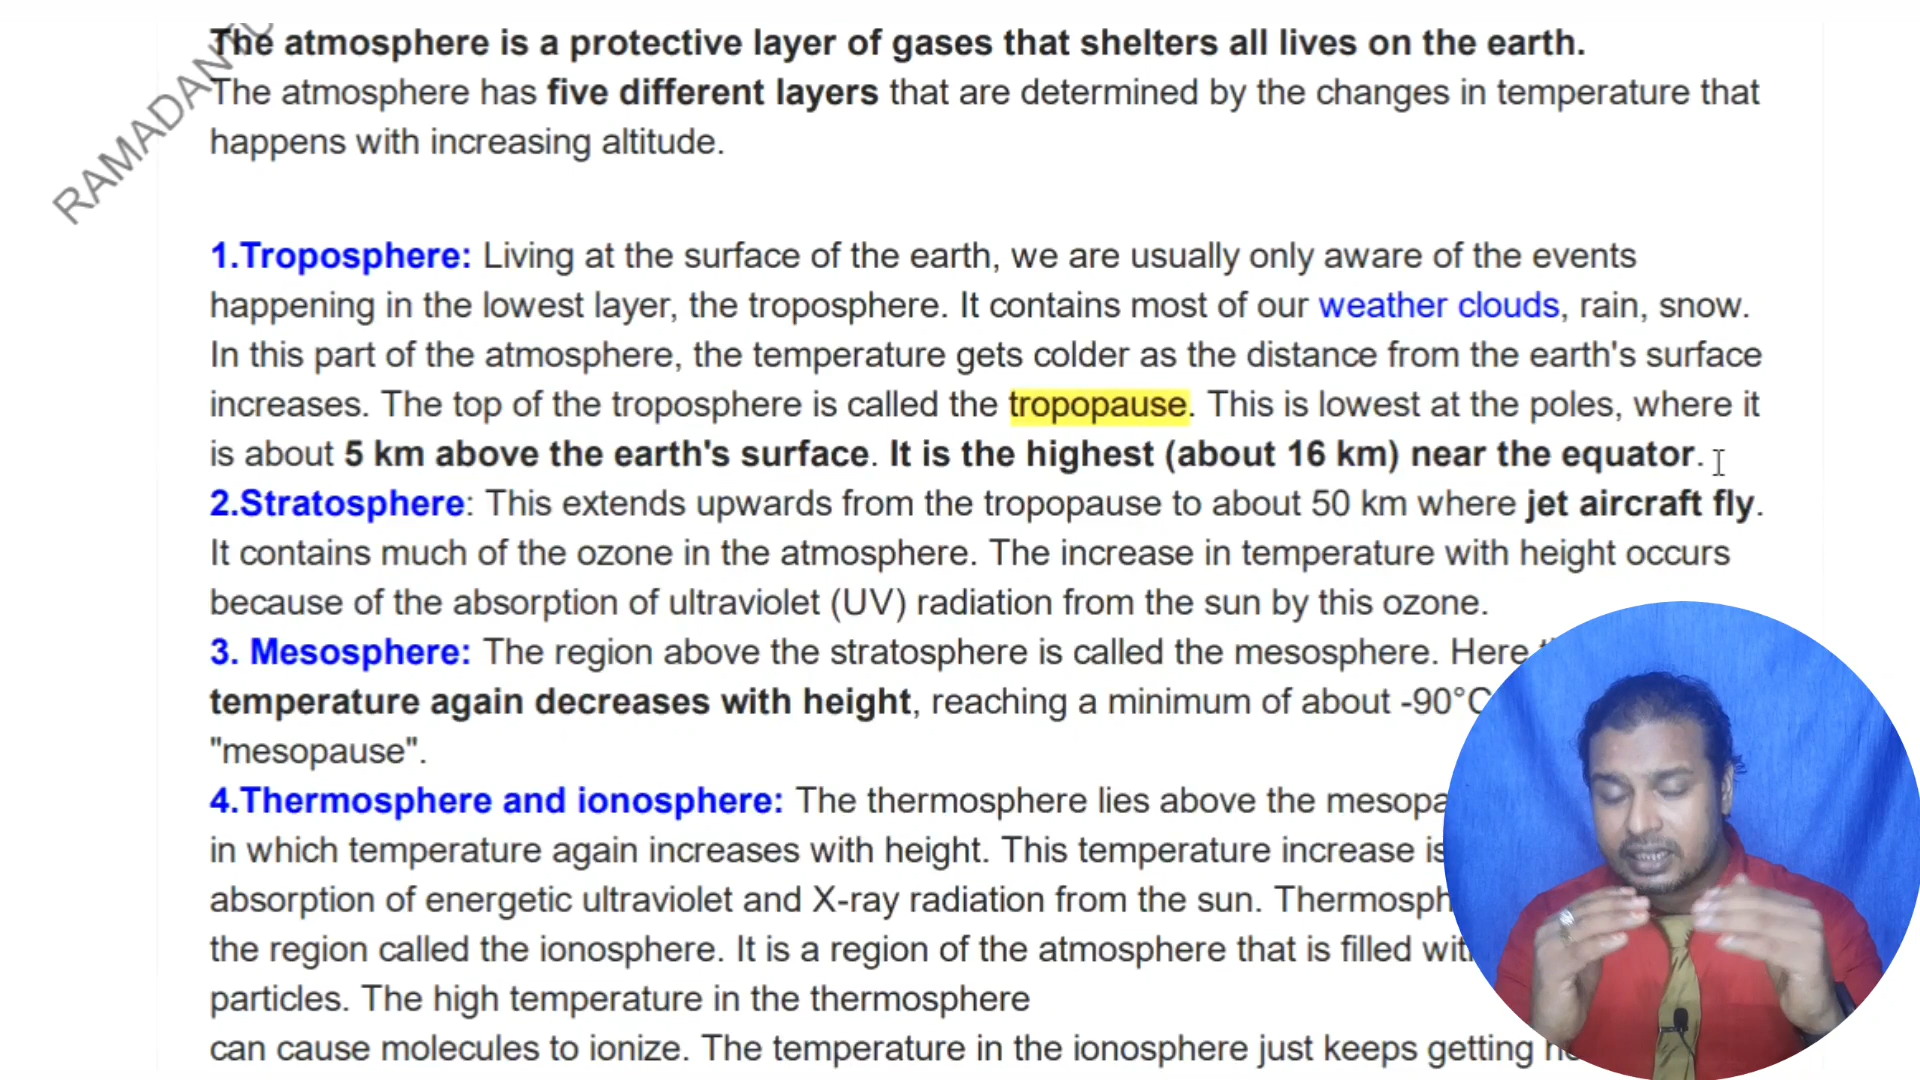 RAMADAN
The atmosphere is a protective layer of gases that shelters all lives on the earth.
The atmosphere has five different layers that are determined by the changes in temperature that
happens with increasing altitude.
1.Troposphere: Living at the surface of the earth, we are usually only aware of the events
happening in the lowest layer, the troposphere. It contains most of our weather clouds, rain, snow.
In this part of the atmosphere, the temperature gets colder as the distance from the earth's surface
increases. The top of the troposphere is called the tropopause. This is lowest at the poles, where it
is about 5 km above the earth's surface. It is the highest (about 16 km) near the equator.
2.Stratosphere: This extends upwards from the tropopause to about 50 km where jet aircraft fly.
It contains much of the ozone in the atmosphere. The increase in temperature with height occurs
because of the absorption of ultraviolet (UV) radiation from the sun by this ozone.
3. Mesosphere: The region above the stratosphere is called the mesosphere. Here
temperature again decreases with height, reaching a minimum of about -90°C
"mesopause".
4.Thermosphere and ionosphere: The thermosphere lies above the mesopa
in which temperature again increases with height. This temperature increase is
absorption of energetic ultraviolet and X-ray radiation from the sun. Thermosph
the region called the ionosphere. It is a region of the atmosphere that is filled wit
particles. The high temperature in the thermosphere
can cause molecules to ionize. The temperature in the ionosphere just keeps getting